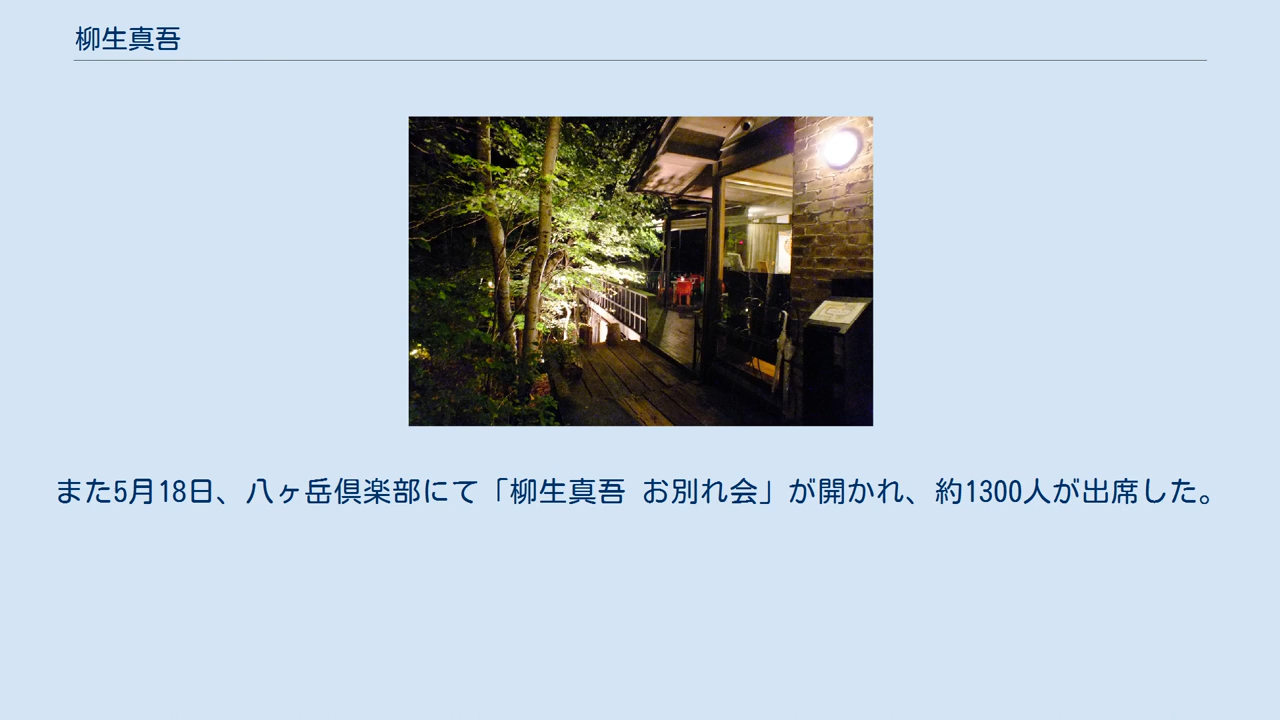 柳生真吾
また5月18日、八ヶ岳倶楽部にて「柳生真吾 お別れ会」が開かれ、約1300人が出席した。